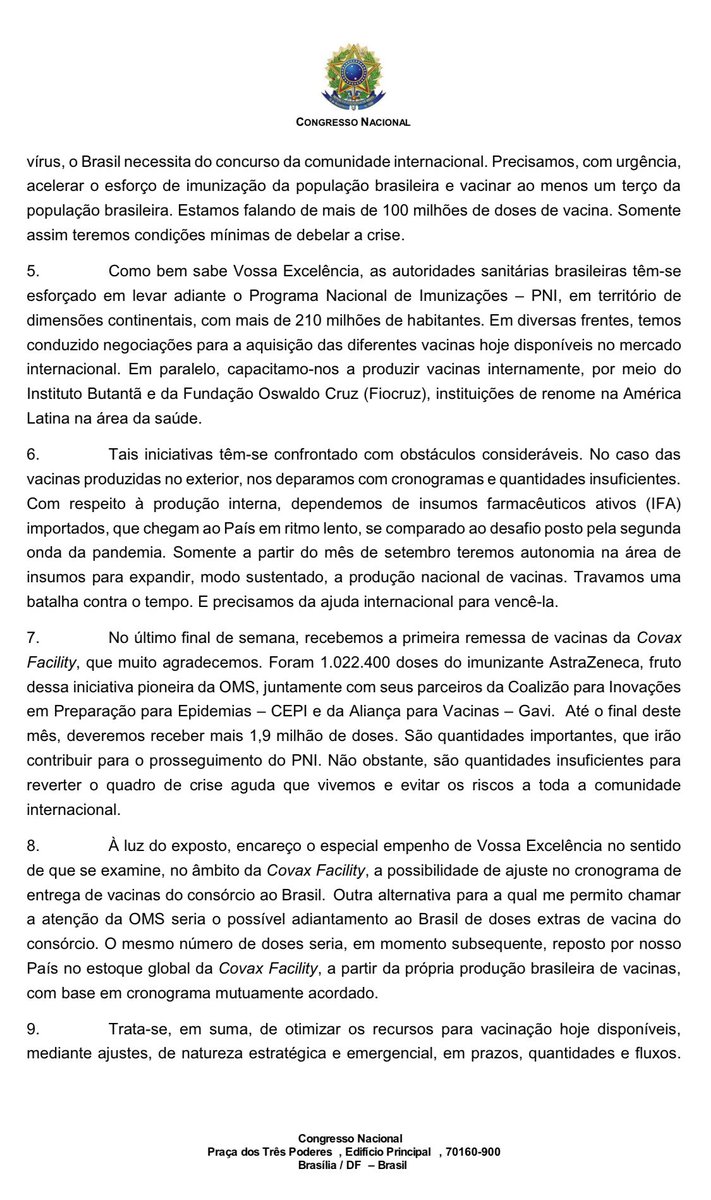 CONGRESSO NACIONAL
vírus, o Brasil necessita do concurso da comunidade internacional. Precisamos, com urgência,
acelerar o esforço de imunização da população brasileira e vacinar ao menos um terço da
população brasileira. Estamos falando de mais de 100 milhões de doses de vacina. Somente
assim teremos condições mínimas de debelar a crise.
5. Como bem sabe Vossa Excelência, as autoridades sanitárias brasileiras têm-se
esforçado em levar adiante o Programa Nacional de Imunizações – PNI, em território de
dimensões continentais, com mais de 210 milhões de habitantes. Em diversas frentes, temos
conduzido negociações para a aquisição das diferentes vacinas hoje disponíveis no mercado
internacional. Em paralelo, capacitamo-nos a produzir vacinas internamente, por meio do
Instituto Butantã e da Fundação Oswaldo Cruz (Fiocruz), instituições de renome na América
Latina na área da saúde.
6. Tais iniciativas têm-se confrontado com obstáculos consideráveis. No caso das
vacinas produzidas no exterior, nos deparamos com cronogramas e quantidades insuficientes.
Com respeito à produção interna, dependemos de insumos farmacêuticos ativos (IFA)
importados, que chegam ao País em ritmo lento, se comparado ao desafio posto pela segunda
onda da pandemia. Somente a partir do mês de setembro teremos autonomia na área de
insumos para expandir, modo sustentado, a produção nacional de vacinas. Travamos uma
batalha contra o tempo. E precisamos da ajuda internacional para vencê-la.
7. No último final de semana, recebemos a primeira remessa de vacinas da Covax
Facility, que muito agradecemos. Foram 1.022.400 doses do imunizante AstraZeneca, fruto
dessa iniciativa pioneira da OMS, juntamente com seus parceiros da Coalizão para Inovações
em Preparação para Epidemias – CEPI e da Aliança para Vacinas – Gavi. Até o final deste
mês, deveremos receber mais 1,9 milhão de doses. São quantidades importantes, que irão
contribuir para o prosseguimento do PNI. Não obstante, são quantidades insuficientes para
reverter o quadro de crise aguda que vivemos e evitar os riscos a toda a comunidade
internacional.
8. À luz do exposto, encareço o especial empenho de Vossa Excelência no sentido
de que se examine, no âmbito da Covax Facility, a possibilidade de ajuste no cronograma de
entrega de vacinas do consórcio ao Brasil. Outra alternativa para a qual me permito chamar
a atenção da OMS seria o possível adiantamento ao Brasil de doses extras de vacina do
consórcio. O mesmo número de doses seria, em momento subsequente, reposto por nosso
País no estoque global da Covax Facility, a partir da própria produção brasileira de vacinas,
com base em cronograma mutuamente acordado.
9. Trata-se, em suma, de otimizar os recursos para vacinação hoje disponíveis,
mediante ajustes, de natureza estratégica e emergencial, em prazos, quantidades e fluxos.
Congresso Nacional
Praça dos Três Poderes , Edifício Principal , 70160-900
Brasília / DF – Brasil